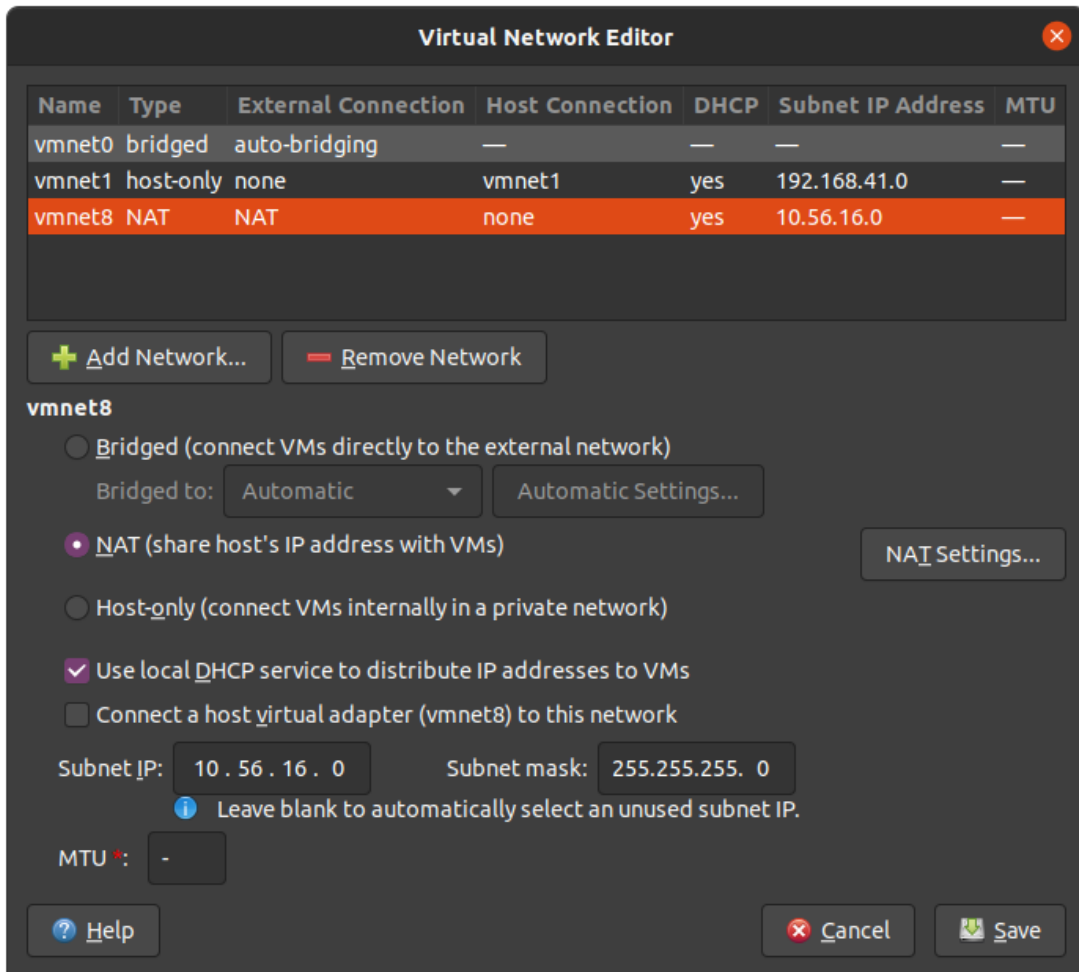 Virtual Network Editor
Name Type External Connection Host Connection DHCP Subnet IP Address MTU
vmnet0 bridged auto-bridging — — — —
vmnet1 host-only none vmnet1 yes 192.168.41.0 —
vmnet8 NAT NAT none yes 10.56.16.0 —
Add Network... Remove Network
vmnet8
Bridged (connect VMs directly to the external network)
Bridged to: Automatic Automatic Settings...
NAT (share host's IP address with VMs) NAT Settings...
Host-only (connect VMs internally in a private network)
Use local DHCP service to distribute IP addresses to VMs
Connect a host virtual adapter (vmnet8) to this network
Subnet IP: 10 . 56 . 16 . 0 Subnet mask: 255.255.255. 0
Leave blank to automatically select an unused subnet IP.
MTU *: -
Help Cancel Save